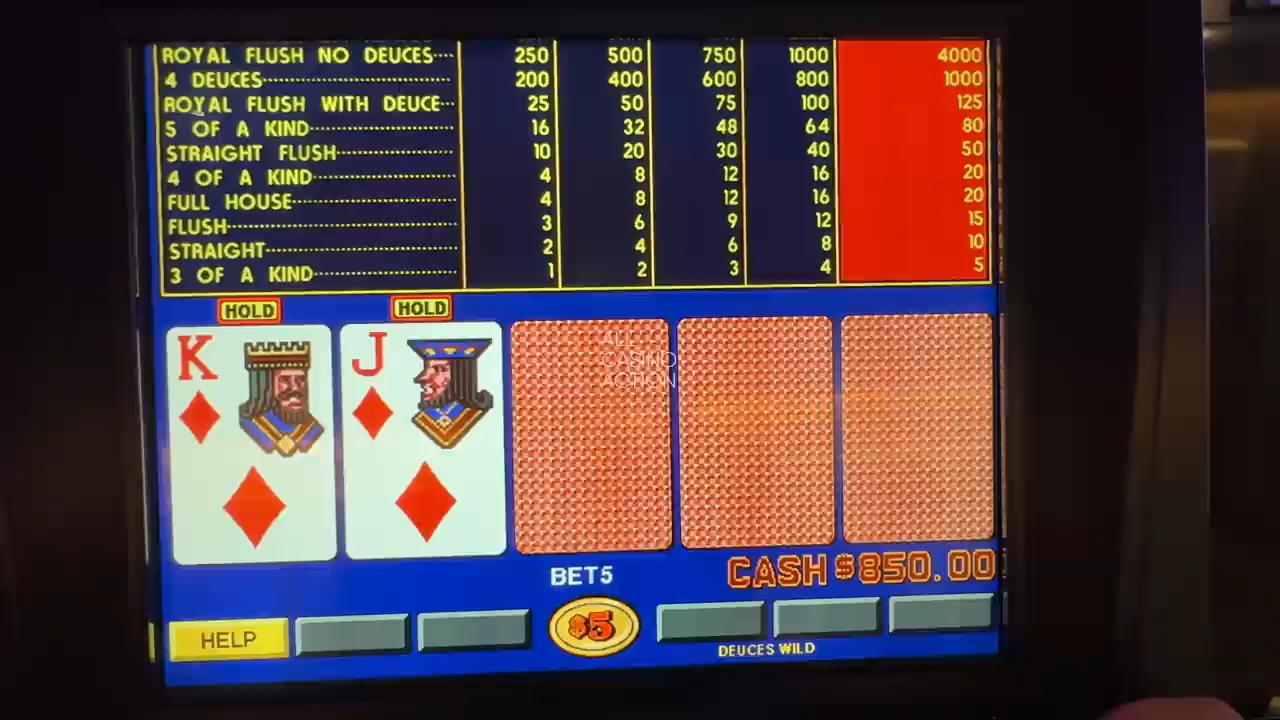 ROYAL FLUSH NO DEUCES 250 500 750 1000 4000
4 DEUCES 200 400 600 800 1000
ROYAL FLUSH WITH DEUCE 25 50 75 100 125
5 OF A KIND 16 32 48 64 80
STRAIGHT FLUSH 10 20 30 40 50
4 OF A KIND 4 8 12 16 20
FULL HOUSE 4 8 12 16 20
FLUSH 3 6 9 12 15
STRAIGHT 2 4 6 8 10
3 OF A KIND 1 2 3 4 5
HOLD HOLD
K J
ALL
CASINO
ACTION
BET5 CASH $850.00
HELP $5
DEUCES WILD